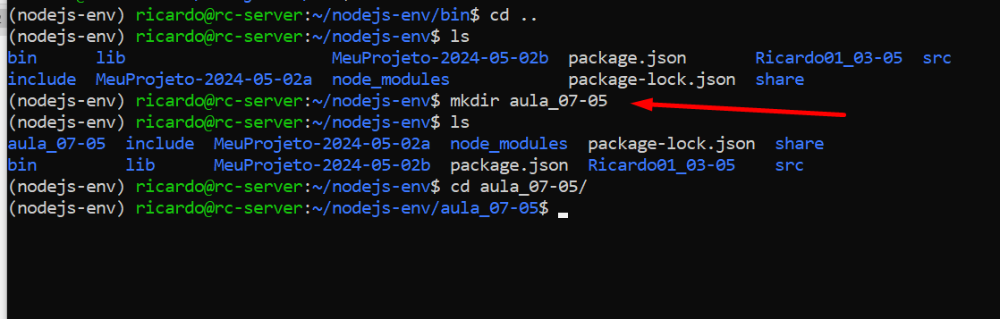 (nodejs-env) ricardo@rc-server:~/nodejs-env/bin$ cd ..
(nodejs-env) ricardo@rc-server:~/nodejs-env$ ls
bin lib MeuProjeto-2024-05-02b package.json Ricardo01_03-05 src
include MeuProjeto-2024-05-02a node_modules package-lock.json share
(nodejs-env) ricardo@rc-server:~/nodejs-env$ mkdir aula_07-05
(nodejs-env) ricardo@rc-server:~/nodejs-env$ ls
aula_07-05 include MeuProjeto-2024-05-02a node_modules package-lock.json share
bin lib MeuProjeto-2024-05-02b package.json Ricardo01_03-05 src
(nodejs-env) ricardo@rc-server:~/nodejs-env$ cd aula_07-05/
(nodejs-env) ricardo@rc-server:~/nodejs-env/aula_07-05$